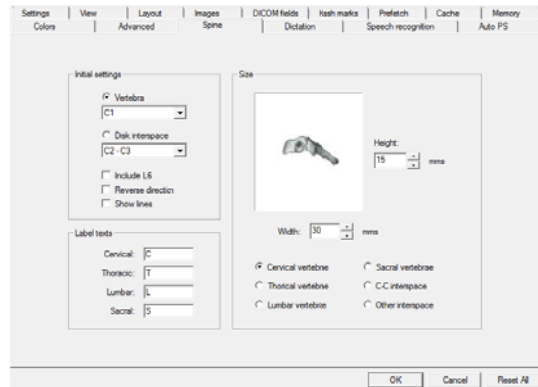 Settings View Layout Images DICOM fields Hash marks Prefetch Cache Memory
Colors Advanced Spine Dictation Speech recognition Auto PS
Initial settings
Vertebra
C1
Disk interspace
C2 - C3
Include L6
Reverse direction
Show lines
Label texts
Cervical: C
Thoracic: T
Lumbar: L
Sacral: S
Size
Height:
15 mms
Width: 30 mms
Cervical vertebrae Sacral vertebrae
Thorical vertebrae C-C interspace
Lumbar vertebrae Other interspace
OK Cancel Reset All